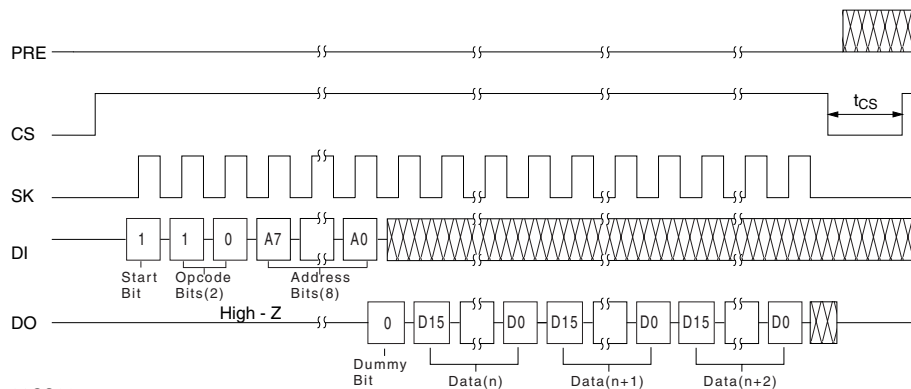 PRE
CS
tCS
SK
DI
1 1 0 A7 A0
Start Bit
Opcode Bits(2)
Address Bits(8)
DO
High - Z
0 D15 D0 D15 D0 D15 D0
Dummy Bit
Data(n)
Data(n+1)
Data(n+2)